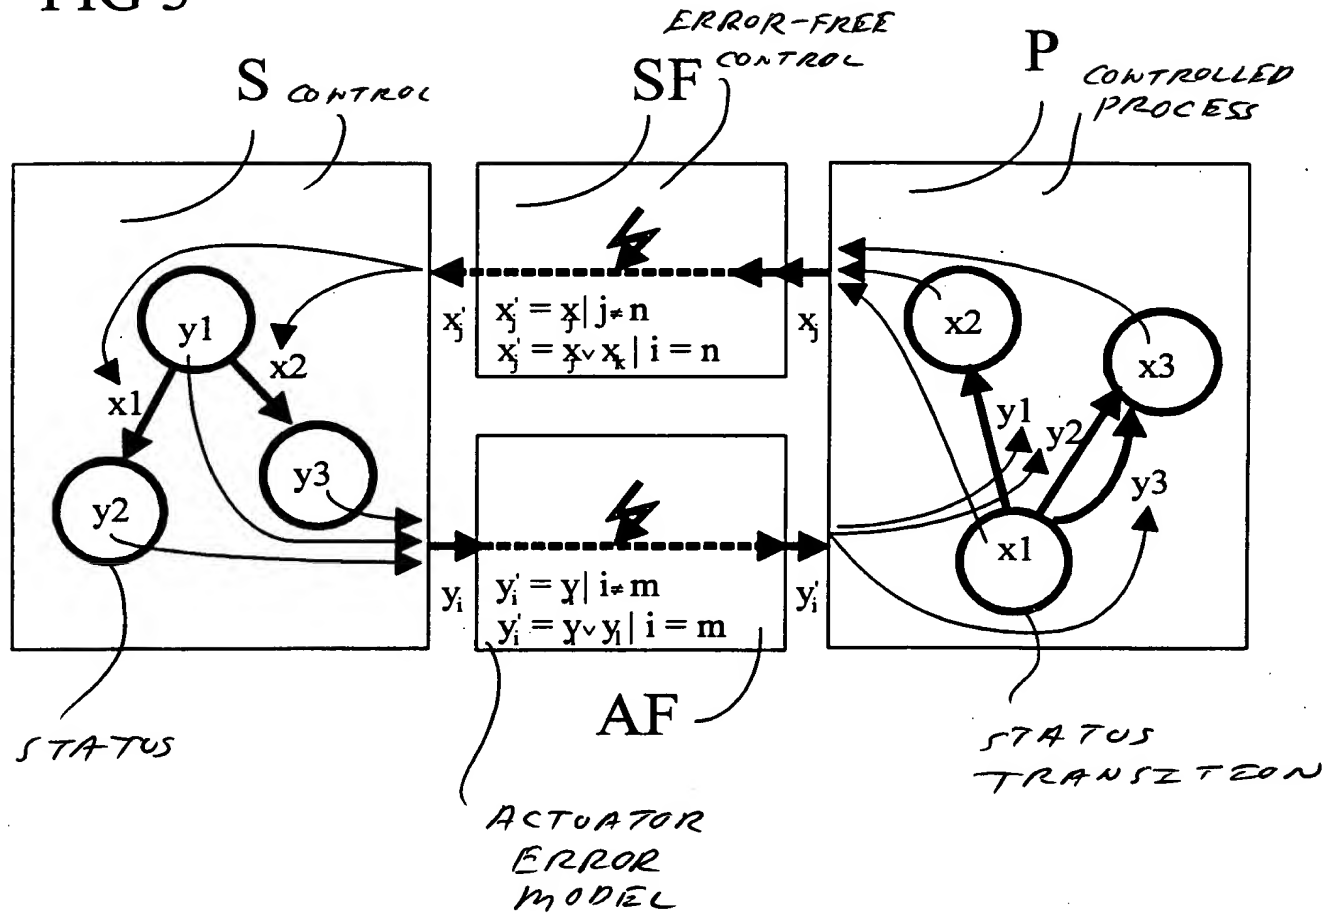 FIG 3
ERROR-FREE
CONTROL
S CONTROL
SF
P CONTROLLED
PROCESS
y1
x2
x1
y2
y3
x'j
x'j = xj | j≠n
x'j = xj ∨ xk | i = n
xj
yi
y'i = yi | i≠m
y'i = yi ∨ yl | i = m
y'i
x2
x3
y1
y2
y3
x1
AF
STATUS
STATUS
TRANSITION
ACTUATOR
ERROR
MODEL